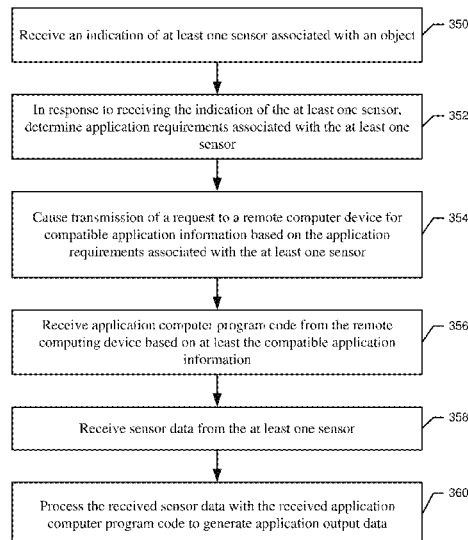 Receive an indication of at least one sensor associated with an object
350
In response to receiving the indication of the at least one sensor,
determine application requirements associated with the at least one
sensor
352
Cause transmission of a request to a remote computer device for
compatible application information based on the application
requirements associated with the at least one sensor
354
Receive application computer program code from the remote
computing device based on at least the compatible application
information
356
Receive sensor data from the at least one sensor
358
Process the received sensor data with the received application
computer program code to generate application output data
360